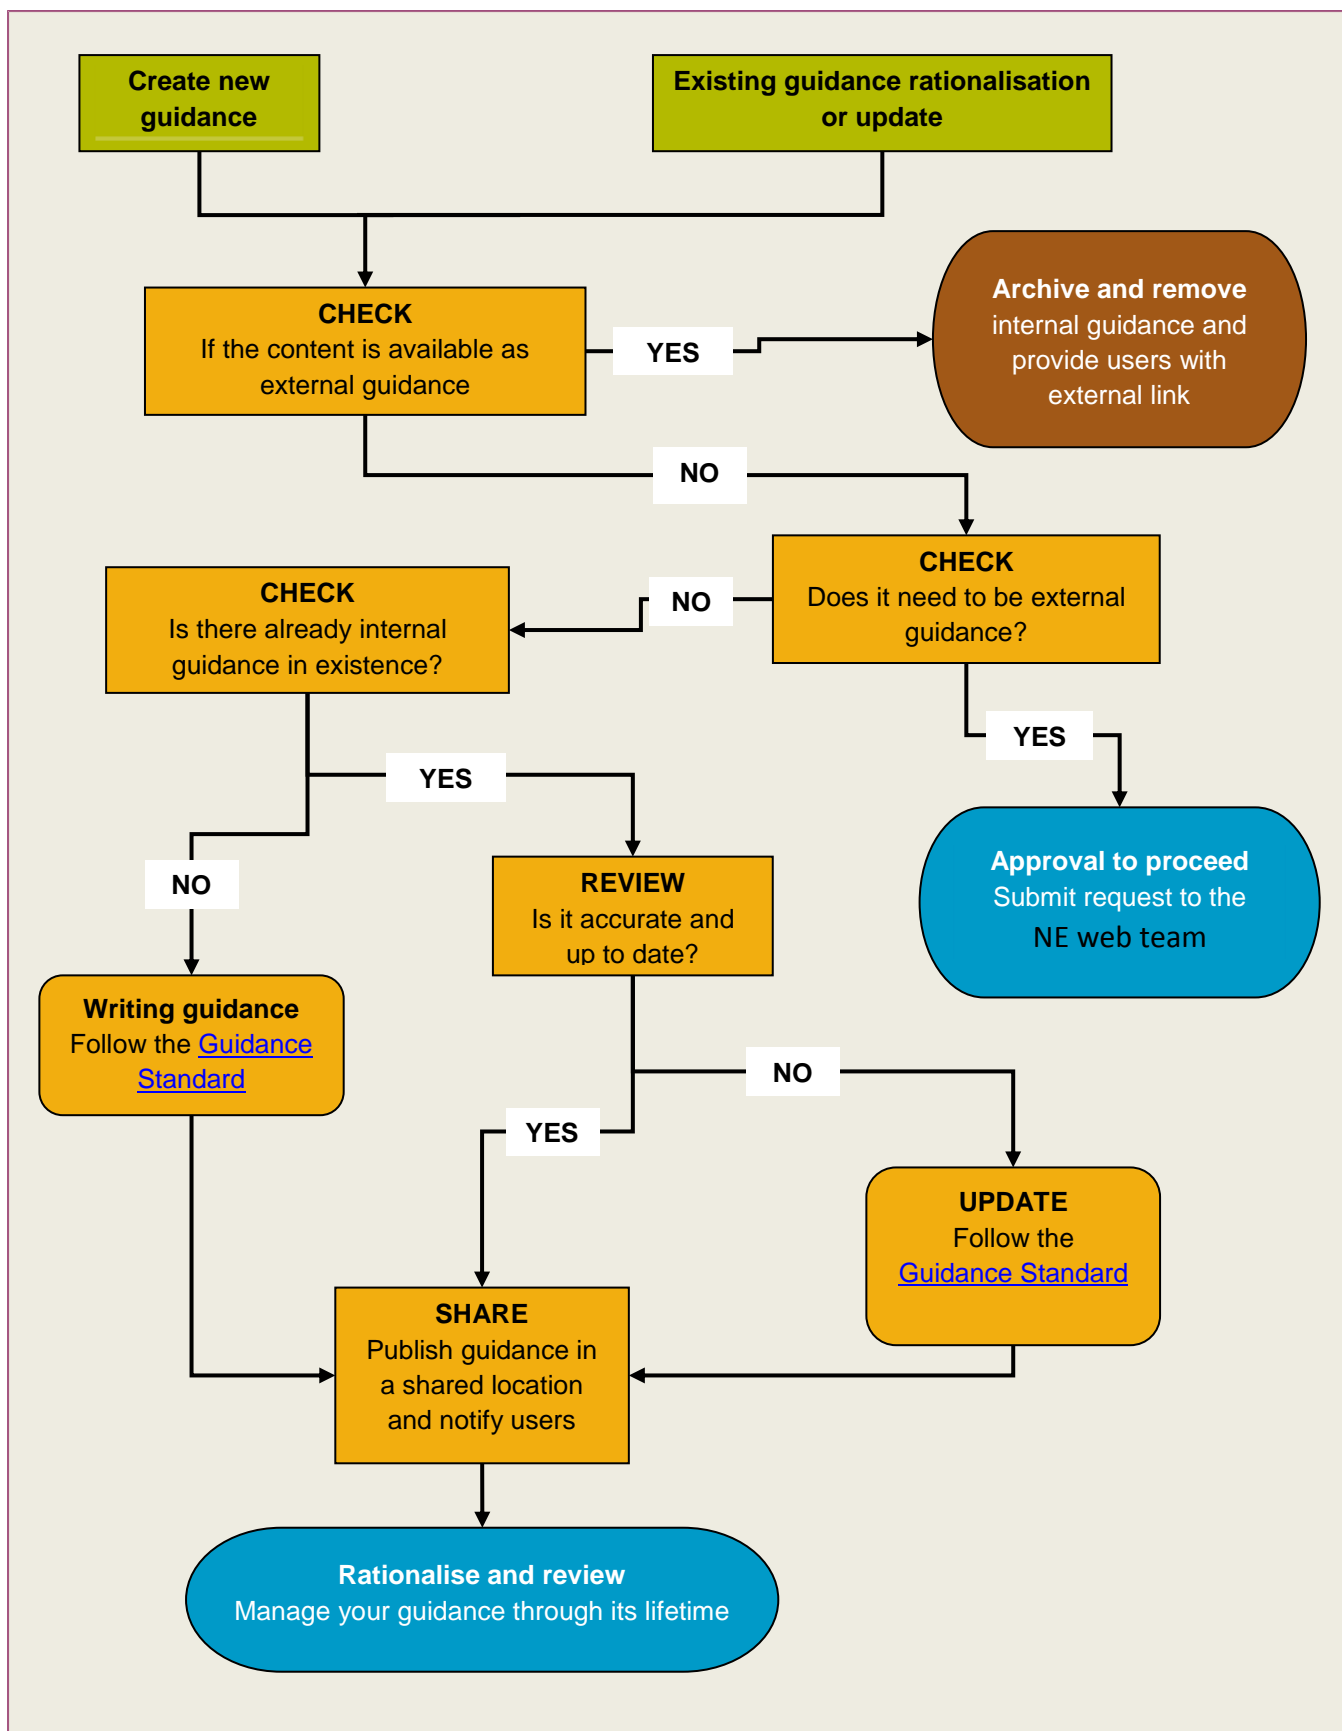 Create new
guidance
Existing guidance rationalisation
or update
CHECK
If the content is available as
external guidance
YES
Archive and remove
internal guidance and
provide users with
external link
NO
CHECK
Does it need to be external
guidance?
NO
CHECK
Is there already internal
guidance in existence?
YES
YES
NO
Approval to proceed
Submit request to the
NE web team
REVIEW
Is it accurate and
up to date?
Writing guidance
Follow the Guidance
Standard
NO
YES
UPDATE
Follow the
Guidance Standard
SHARE
Publish guidance in
a shared location
and notify users
Rationalise and review
Manage your guidance through its lifetime